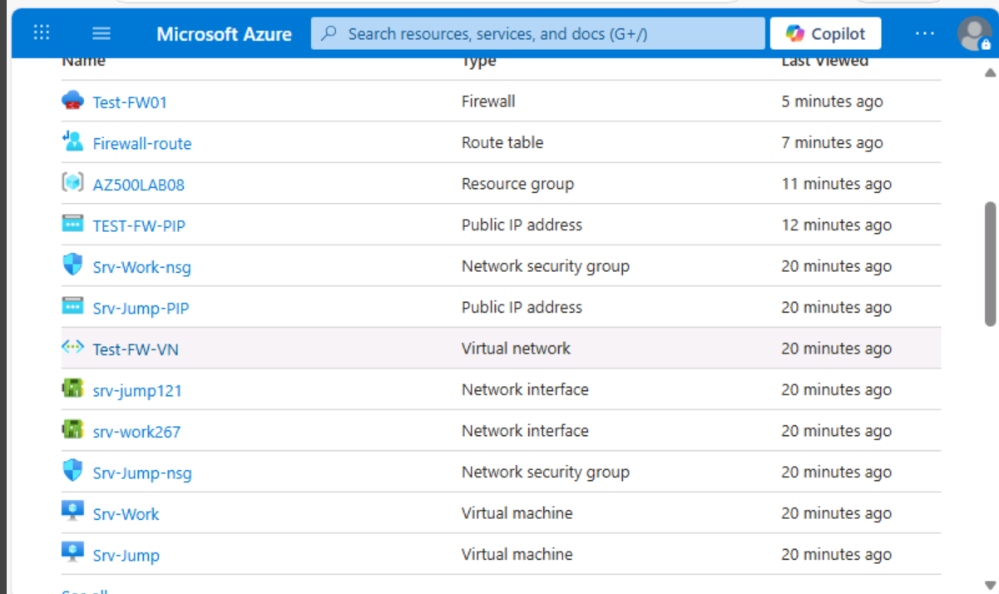 Microsoft Azure Search resources, services, and docs (G+/) Copilot ...
Name Type Last Viewed
Test-FW01 Firewall 5 minutes ago
Firewall-route Route table 7 minutes ago
AZ500LAB08 Resource group 11 minutes ago
TEST-FW-PIP Public IP address 12 minutes ago
Srv-Work-nsg Network security group 20 minutes ago
Srv-Jump-PIP Public IP address 20 minutes ago
Test-FW-VN Virtual network 20 minutes ago
srv-jump121 Network interface 20 minutes ago
srv-work267 Network interface 20 minutes ago
Srv-Jump-nsg Network security group 20 minutes ago
Srv-Work Virtual machine 20 minutes ago
Srv-Jump Virtual machine 20 minutes ago
See all